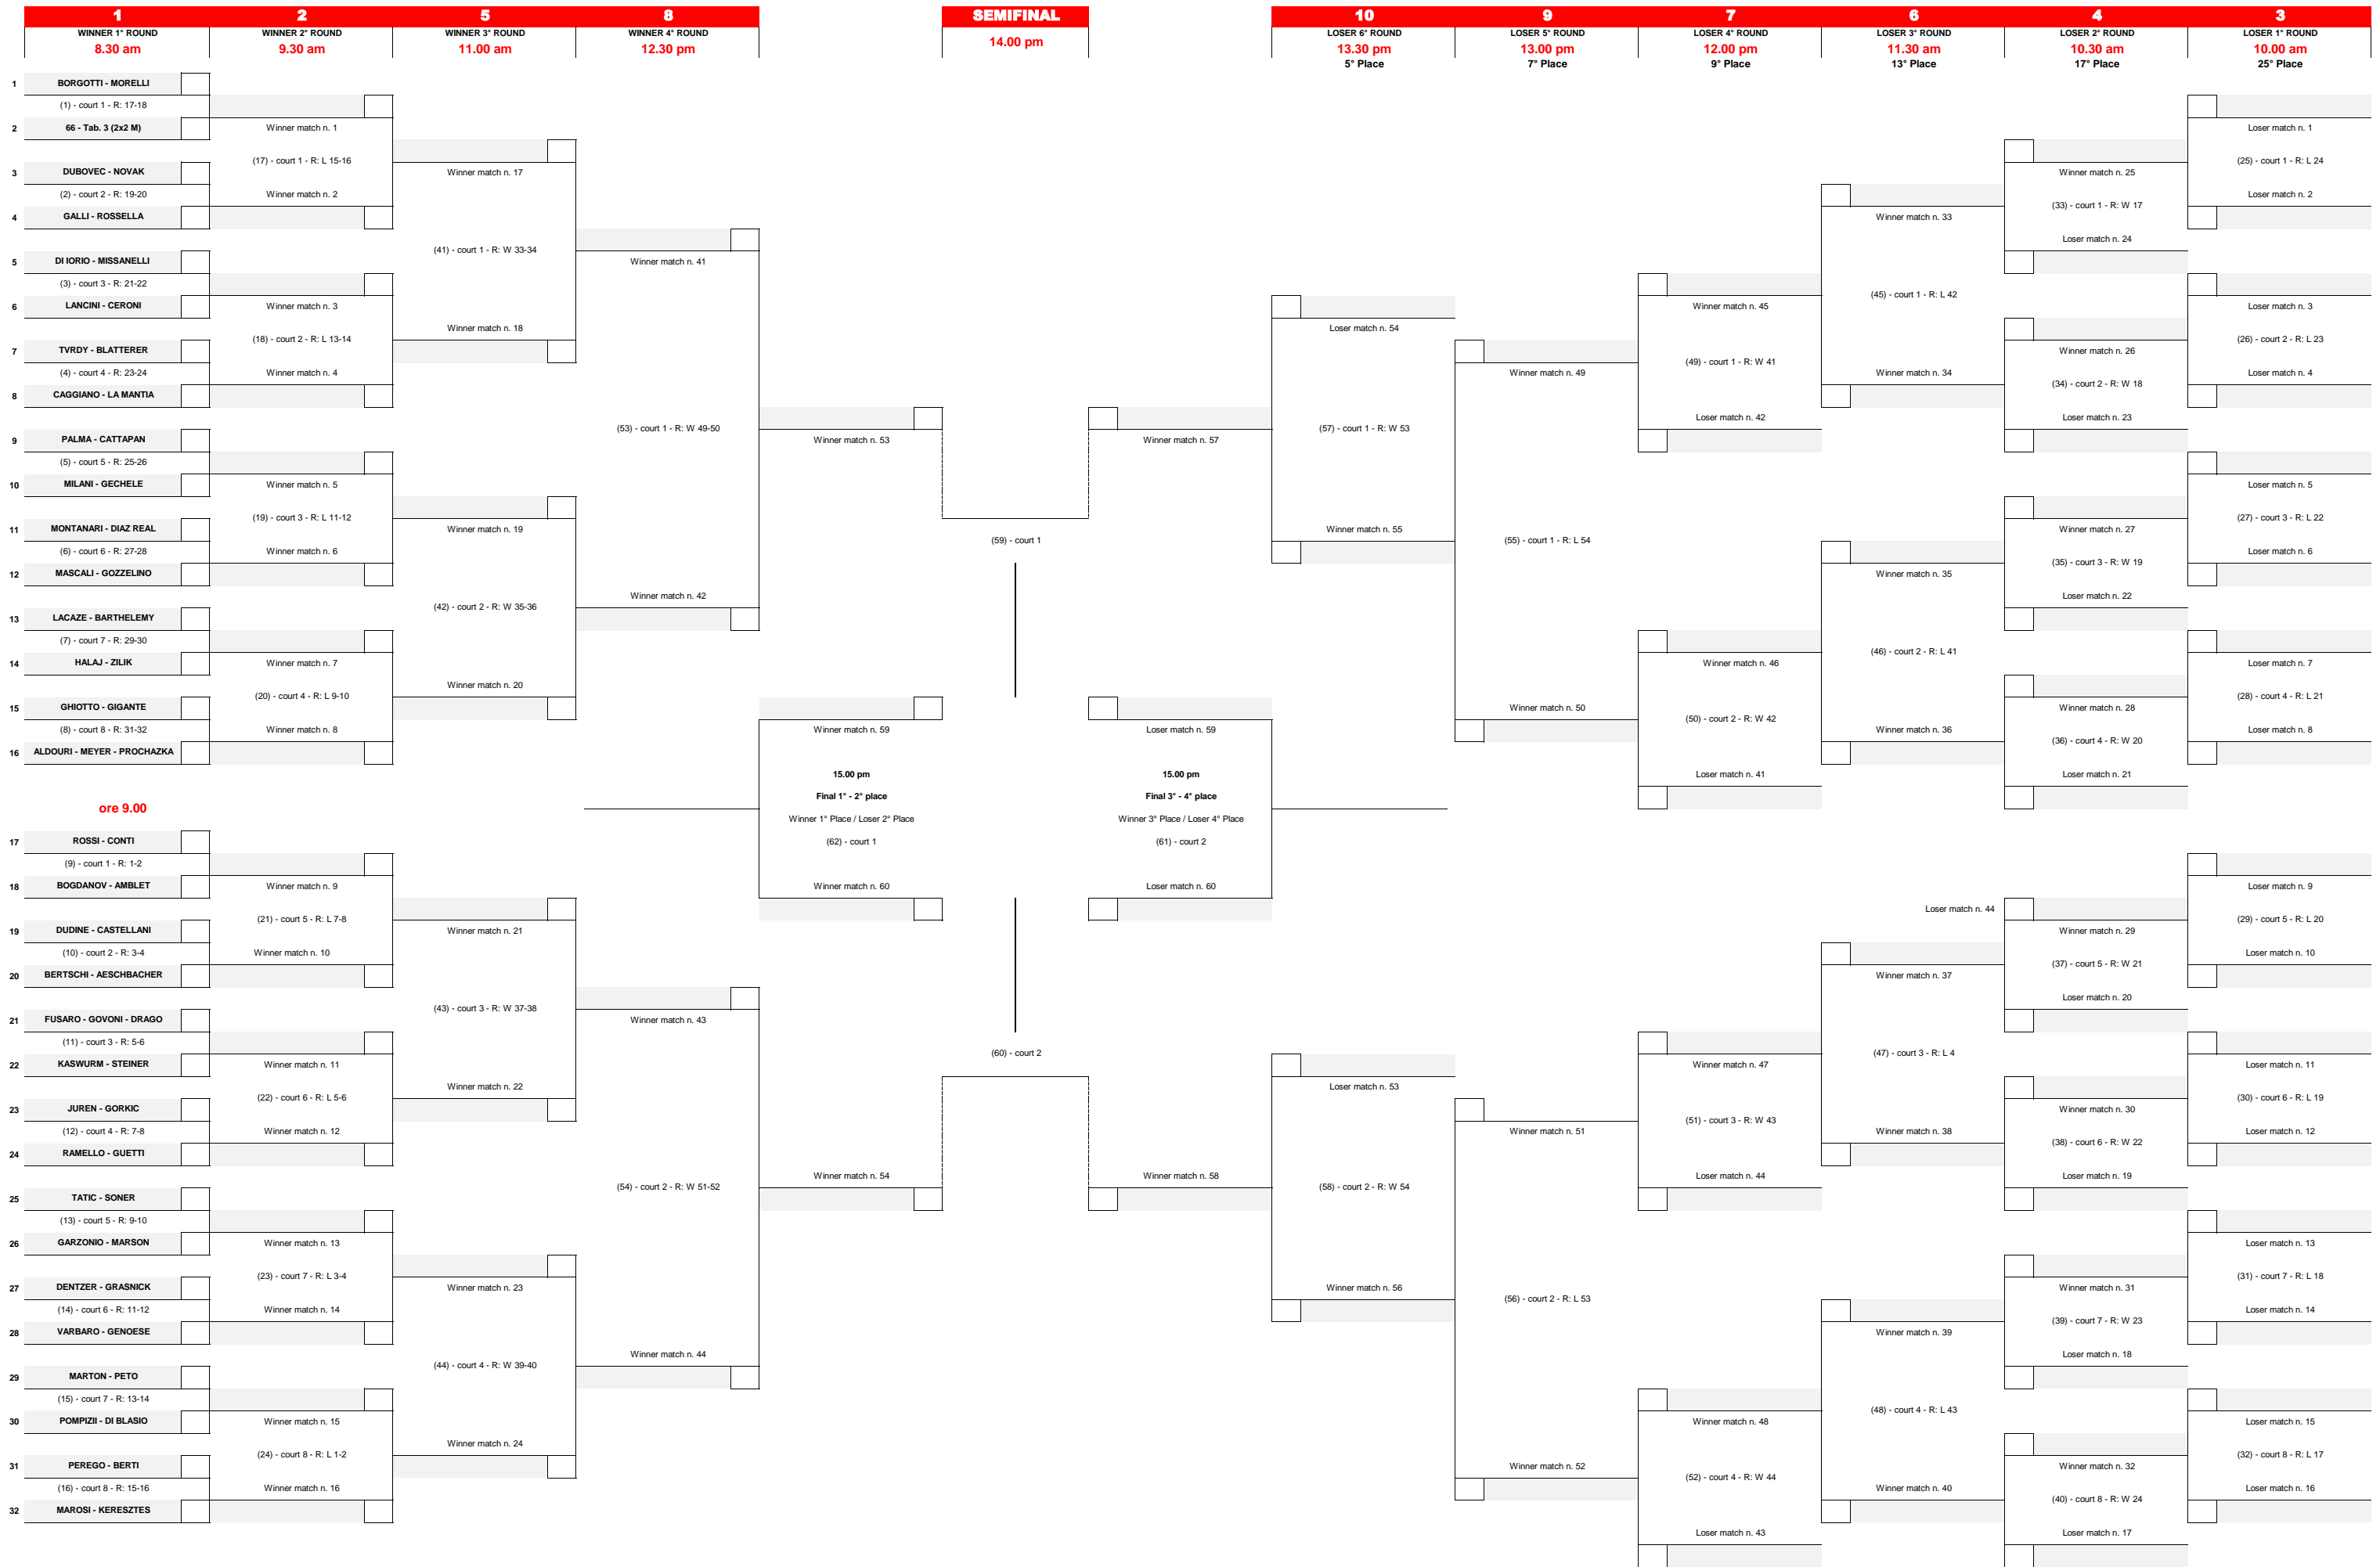 1
WINNER 1° ROUND
8.30 am
2
WINNER 2° ROUND
9.30 am
5
WINNER 3° ROUND
11.00 am
8
WINNER 4° ROUND
12.30 pm
SEMIFINAL
14.00 pm
10
LOSER 6° ROUND
13.30 pm
5° Place
9
LOSER 5° ROUND
13.00 pm
7° Place
7
LOSER 4° ROUND
12.00 pm
9° Place
6
LOSER 3° ROUND
11.30 am
13° Place
4
LOSER 2° ROUND
10.30 am
17° Place
3
LOSER 1° ROUND
10.00 am
25° Place
1 BORGOTTI - MORELLI
(1) - court 1 - R: 17-18
2 66 - Tab. 3 (2x2 M)
3 DUBOVEC - NOVAK
(2) - court 2 - R: 19-20
4 GALLI - ROSSELLA
5 DI IORIO - MISSANELLI
(3) - court 3 - R: 21-22
6 LANCINI - CERONI
7 TVRDY - BLATTERER
(4) - court 4 - R: 23-24
8 CAGGIANO - LA MANTIA
9 PALMA - CATTAPAN
(5) - court 5 - R: 25-26
10 MILANI - GECHELE
11 MONTANARI - DIAZ REAL
(6) - court 6 - R: 27-28
12 MASCALI - GOZZELINO
13 LACAZE - BARTHELEMY
(7) - court 7 - R: 29-30
14 HALAJ - ZILIK
15 GHIOTTO - GIGANTE
(8) - court 8 - R: 31-32
16 ALDOURI - MEYER - PROCHAZKA
ore 9.00
17 ROSSI - CONTI
(9) - court 1 - R: 1-2
18 BOGDANOV - AMBLET
19 DUDINE - CASTELLANI
(10) - court 2 - R: 3-4
20 BERTSCHI - AESCHBACHER
21 FUSARO - GOVONI - DRAGO
(11) - court 3 - R: 5-6
22 KASWURM - STEINER
23 JUREN - GORKIC
(12) - court 4 - R: 7-8
24 RAMELLO - GUETTI
25 TATIC - SONER
(13) - court 5 - R: 9-10
26 GARZONIO - MARSON
27 DENTZER - GRASNICK
(14) - court 6 - R: 11-12
28 VARBARO - GENOESE
29 MARTON - PETO
(15) - court 7 - R: 13-14
30 POMPIZII - DI BLASIO
31 PEREGO - BERTI
(16) - court 8 - R: 15-16
32 MAROSI - KERESZTES
Winner match n. 1
(17) - court 1 - R: L 15-16
Winner match n. 2
Winner match n. 3
(18) - court 2 - R: L 13-14
Winner match n. 4
Winner match n. 5
(19) - court 3 - R: L 11-12
Winner match n. 6
Winner match n. 7
(20) - court 4 - R: L 9-10
Winner match n. 8
Winner match n. 9
(21) - court 5 - R: L 7-8
Winner match n. 10
Winner match n. 11
(22) - court 6 - R: L 5-6
Winner match n. 12
Winner match n. 13
(23) - court 7 - R: L 3-4
Winner match n. 14
Winner match n. 15
(24) - court 8 - R: L 1-2
Winner match n. 16
Winner match n. 17
(41) - court 1 - R: W 33-34
Winner match n. 18
Winner match n. 19
(42) - court 2 - R: W 35-36
Winner match n. 20
Winner match n. 21
(43) - court 3 - R: W 37-38
Winner match n. 22
Winner match n. 23
(44) - court 4 - R: W 39-40
Winner match n. 24
Winner match n. 41
(53) - court 1 - R: W 49-50
Winner match n. 42
Winner match n. 43
(54) - court 2 - R: W 51-52
Winner match n. 44
Winner match n. 53
Winner match n. 59
15.00 pm
Final 1° - 2° place
Winner 1° Place / Loser 2° Place
(62) - court 1
Winner match n. 60
Winner match n. 54
(59) - court 1
(60) - court 2
Winner match n. 57
Loser match n. 59
15.00 pm
Final 3° - 4° place
Winner 3° Place / Loser 4° Place
(61) - court 2
Loser match n. 60
Winner match n. 58
Loser match n. 54
(57) - court 1 - R: W 53
Winner match n. 55
Loser match n. 53
(58) - court 2 - R: W 54
Winner match n. 56
Winner match n. 49
(55) - court 1 - R: L 54
Winner match n. 50
Winner match n. 51
(56) - court 2 - R: L 53
Winner match n. 52
Winner match n. 45
(49) - court 1 - R: W 41
Loser match n. 42
Winner match n. 46
(50) - court 2 - R: W 42
Loser match n. 41
Winner match n. 47
(51) - court 3 - R: W 43
Loser match n. 44
Winner match n. 48
(52) - court 4 - R: W 44
Loser match n. 43
Winner match n. 33
(45) - court 1 - R: L 42
Winner match n. 34
Winner match n. 35
(46) - court 2 - R: L 41
Winner match n. 36
Loser match n. 44
Winner match n. 37
(47) - court 3 - R: L 4
Winner match n. 38
Winner match n. 39
(48) - court 4 - R: L 43
Winner match n. 40
Winner match n. 25
(33) - court 1 - R: W 17
Loser match n. 24
Winner match n. 26
(34) - court 2 - R: W 18
Loser match n. 23
Winner match n. 27
(35) - court 3 - R: W 19
Loser match n. 22
Winner match n. 28
(36) - court 4 - R: W 20
Loser match n. 21
Winner match n. 29
(37) - court 5 - R: W 21
Loser match n. 20
Winner match n. 30
(38) - court 6 - R: W 22
Loser match n. 19
Winner match n. 31
(39) - court 7 - R: W 23
Loser match n. 18
Winner match n. 32
(40) - court 8 - R: W 24
Loser match n. 17
Loser match n. 1
(25) - court 1 - R: L 24
Loser match n. 2
Loser match n. 3
(26) - court 2 - R: L 23
Loser match n. 4
Loser match n. 5
(27) - court 3 - R: L 22
Loser match n. 6
Loser match n. 7
(28) - court 4 - R: L 21
Loser match n. 8
Loser match n. 9
(29) - court 5 - R: L 20
Loser match n. 10
Loser match n. 11
(30) - court 6 - R: L 19
Loser match n. 12
Loser match n. 13
(31) - court 7 - R: L 18
Loser match n. 14
Loser match n. 15
(32) - court 8 - R: L 17
Loser match n. 16